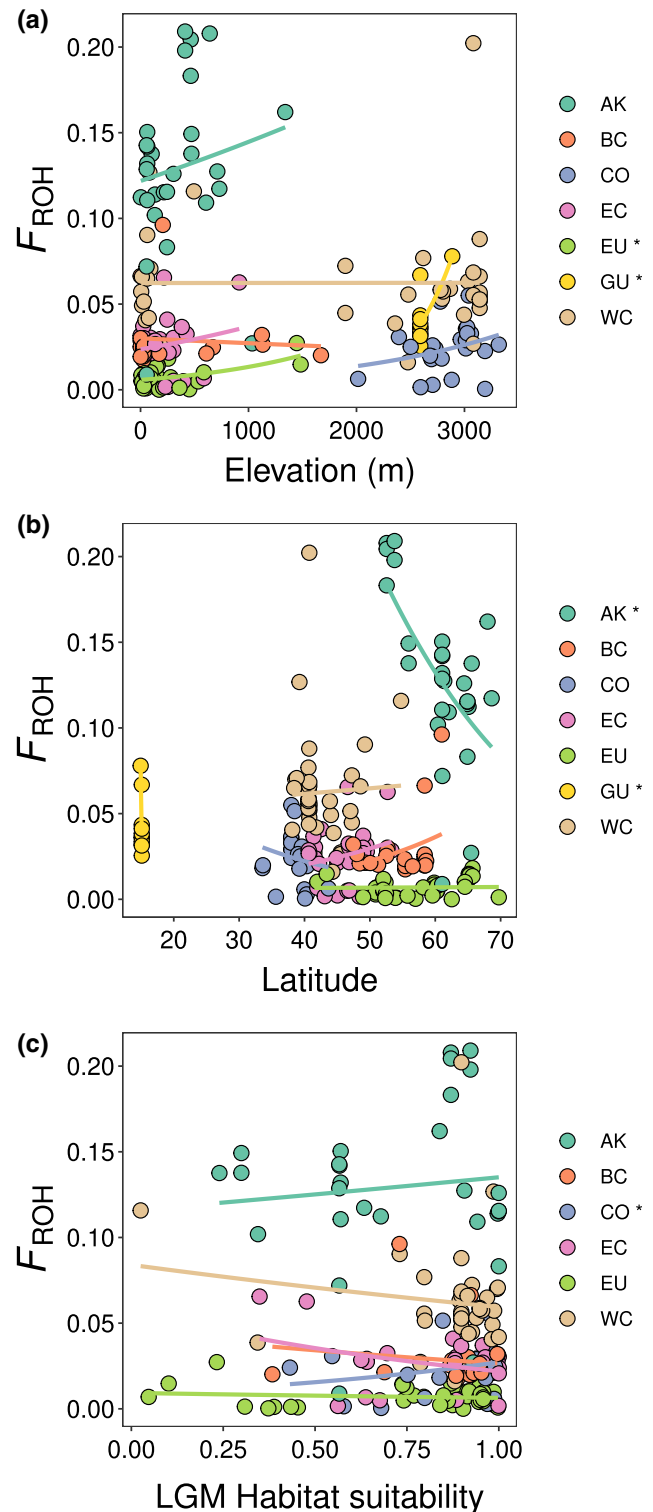 (a)
0.20
0.15
0.10
0.05
0.00
FROH
0 1000 2000 3000
Elevation (m)
AK
BC
CO
EC
EU *
GU *
WC
(b)
0.20
0.15
0.10
0.05
0.00
FROH
20 30 40 50 60 70
Latitude
AK *
BC
CO
EC
EU
GU *
WC
(c)
0.20
0.15
0.10
0.05
0.00
FROH
0.00 0.25 0.50 0.75 1.00
LGM Habitat suitability
AK
BC
CO *
EC
EU
WC